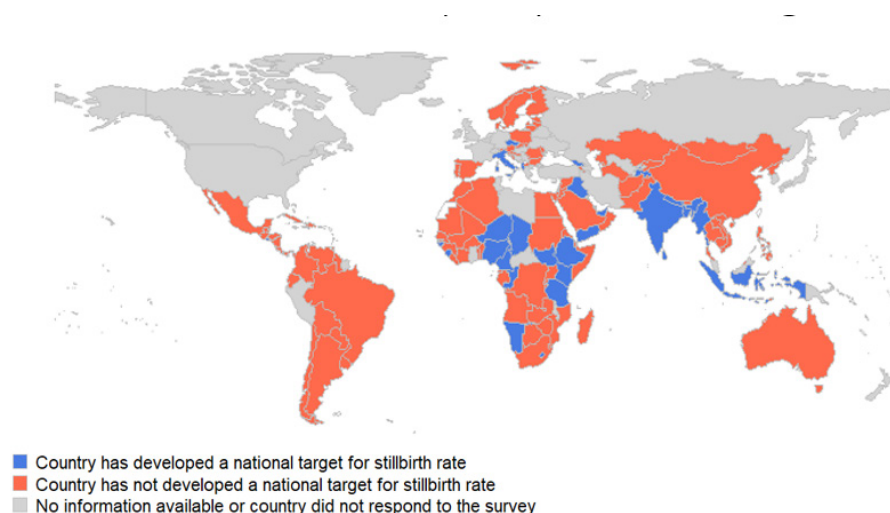 Country has developed a national target for stillbirth rate
Country has not developed a national target for stillbirth rate
No information available or country did not respond to the survey